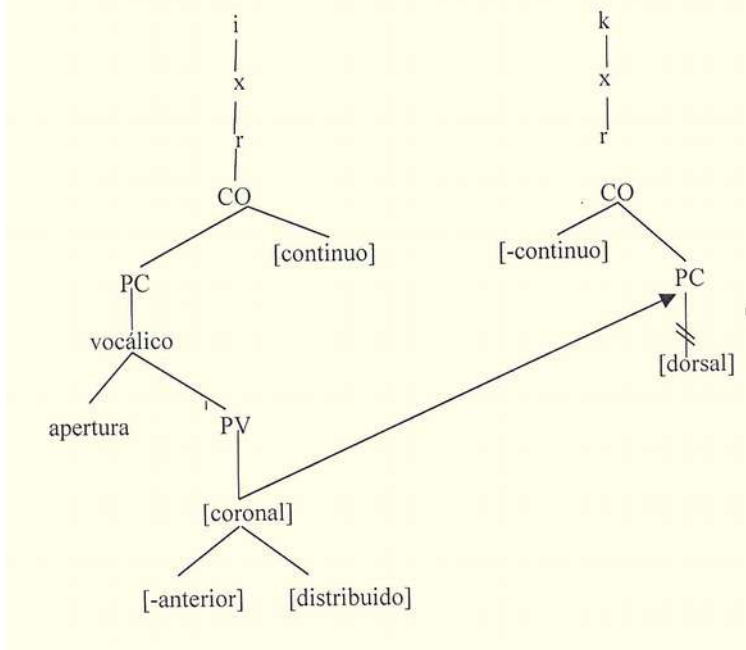 i k
x x
r r
CO CO
[continuo] [-continuo]
PC PC
vocálico
[dorsal]
apertura PV
[coronal]
[-anterior] [distribuido]